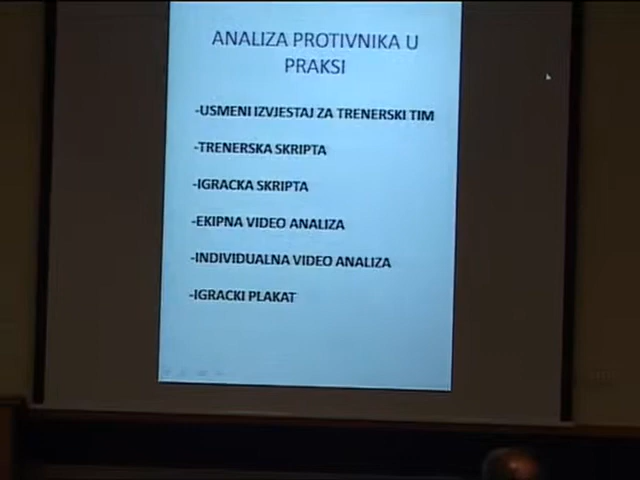 ANALIZA PROTIVNIKA U
PRAKSI
-USMENI IZVJESTAJ ZA TRENERSKI TIM
-TRENERSKA SKRIPTA
-IGRACKA SKRIPTA
-EKIPNA VIDEO ANALIZA
-INDIVIDUALNA VIDEO ANALIZA
-IGRACKI PLAKAT